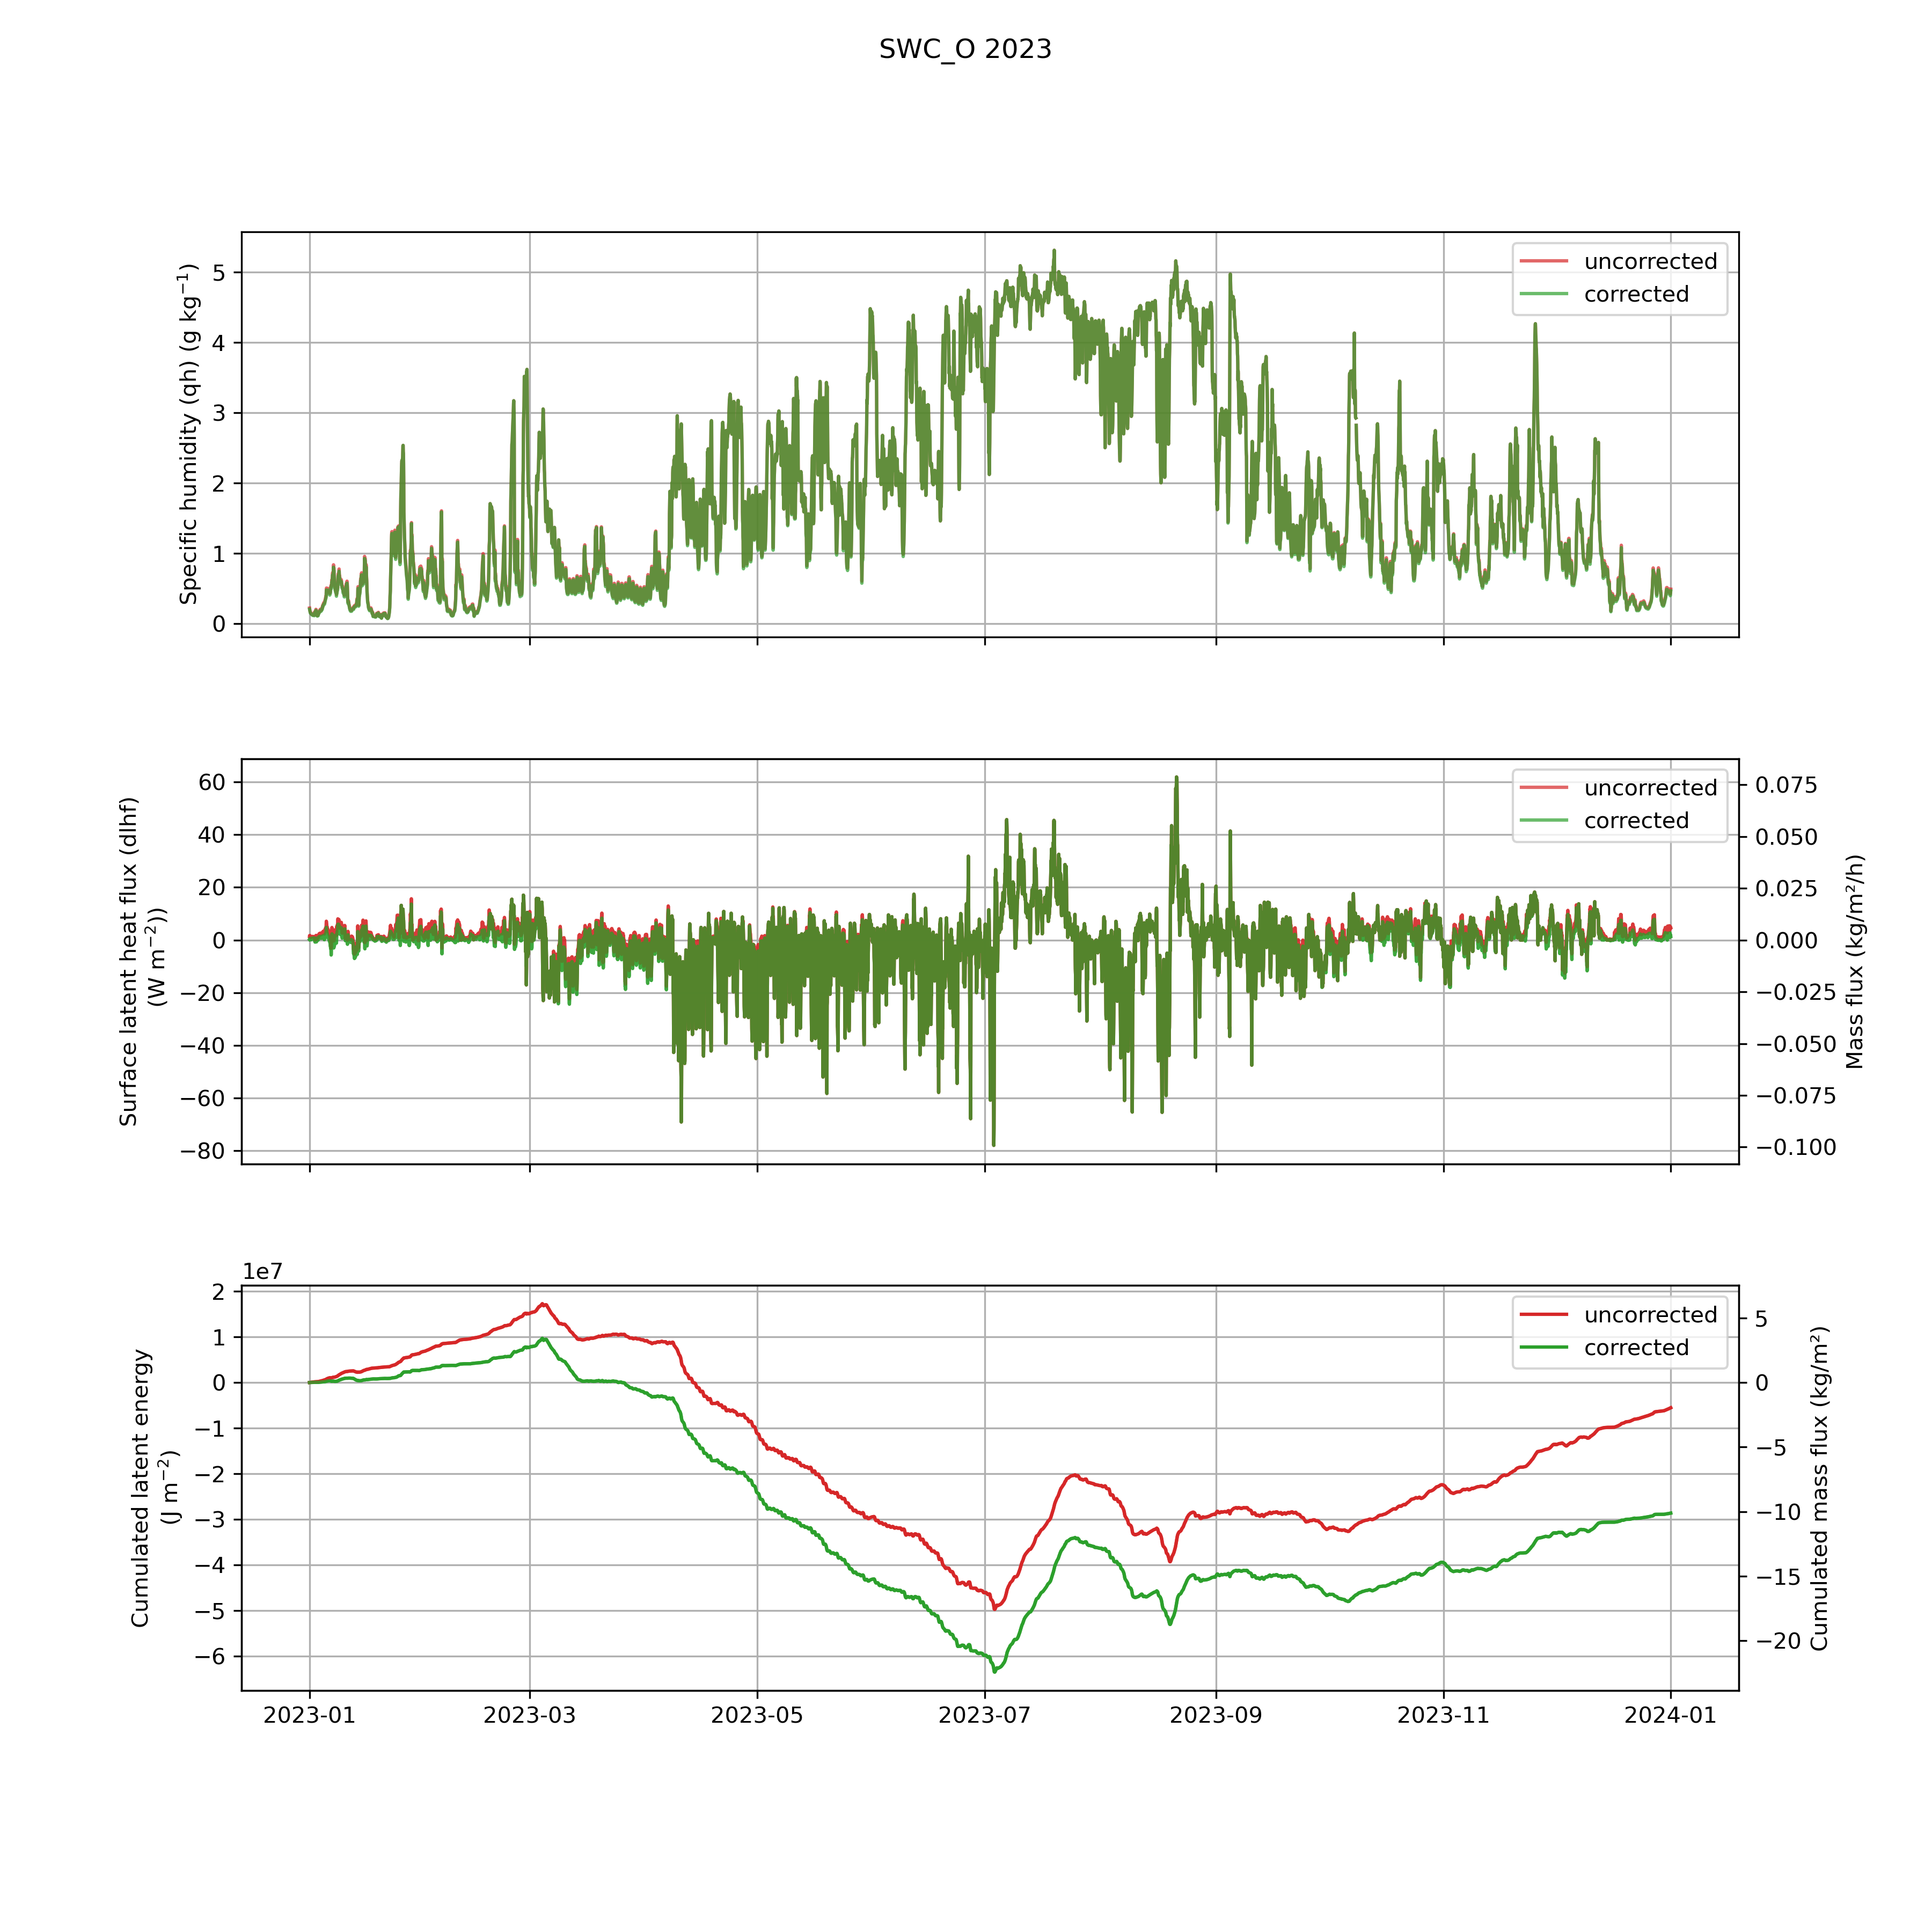 SWC_O 2023
Specific humidity (qh) (g kg⁻¹)
5
4
3
2
1
0
uncorrected
corrected
Surface latent heat flux (dlhf)
(W m⁻²))
60
40
20
0
−20
−40
−60
−80
uncorrected
corrected
0.075
0.050
0.025
0.000
−0.025
−0.050
−0.075
−0.100
Mass flux (kg/m²/h)
1e7
Cumulated latent energy
(J m⁻²)
2
1
0
−1
−2
−3
−4
−5
−6
uncorrected
corrected
5
0
−5
−10
−15
−20
Cumulated mass flux (kg/m²)
2023-01 2023-03 2023-05 2023-07 2023-09 2023-11 2024-01